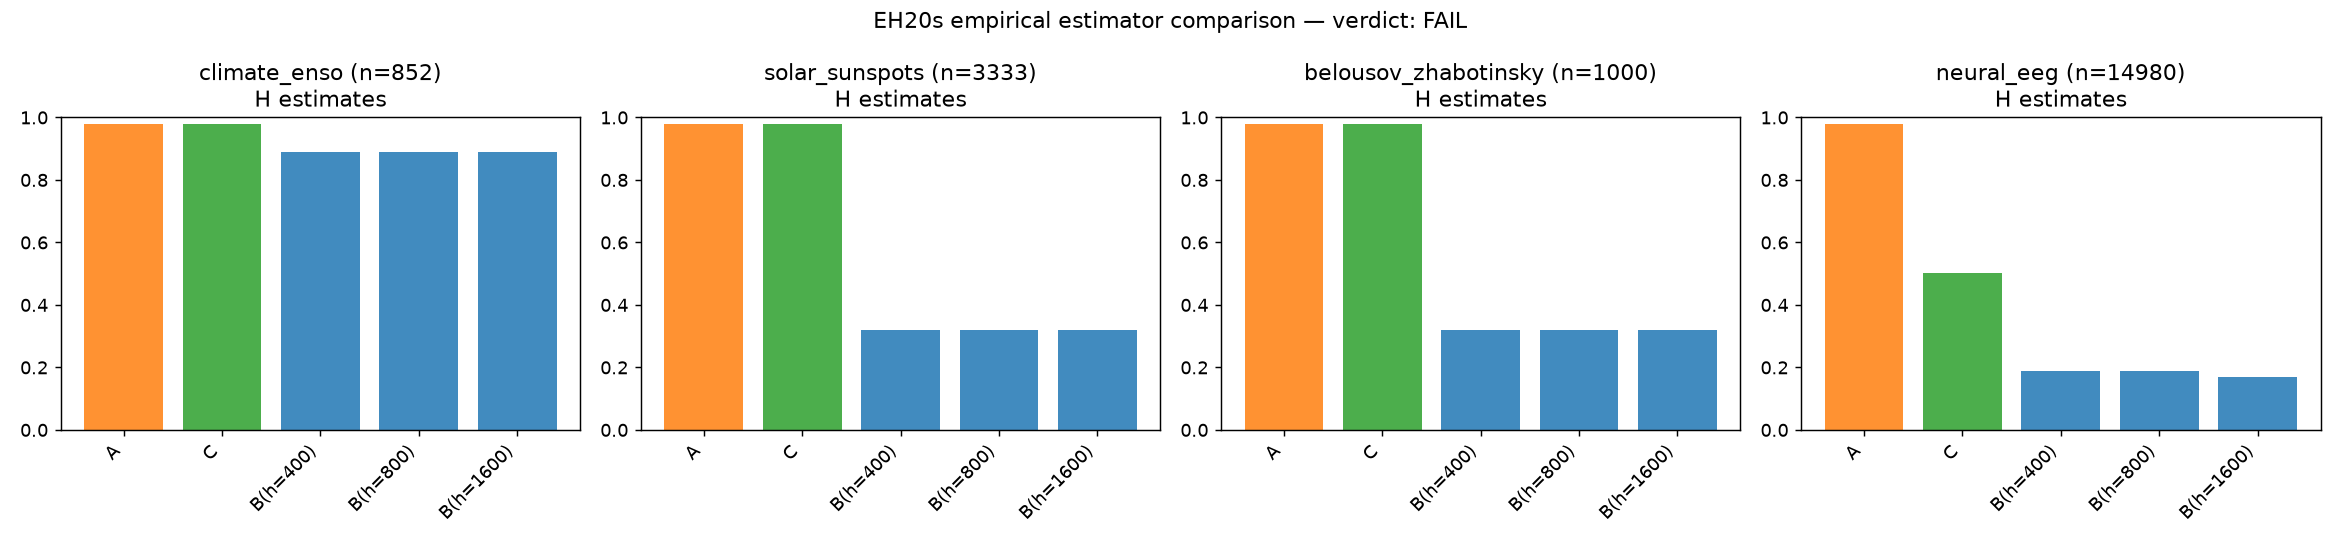 EH20s empirical estimator comparison — verdict: FAIL
climate_enso (n=852)
H estimates
1.0
0.8
0.6
0.4
0.2
0.0
A
C
B(h=400)
B(h=800)
B(h=1600)
solar_sunspots (n=3333)
H estimates
1.0
0.8
0.6
0.4
0.2
0.0
A
C
B(h=400)
B(h=800)
B(h=1600)
belousov_zhabotinsky (n=1000)
H estimates
1.0
0.8
0.6
0.4
0.2
0.0
A
C
B(h=400)
B(h=800)
B(h=1600)
neural_eeg (n=14980)
H estimates
1.0
0.8
0.6
0.4
0.2
0.0
A
C
B(h=400)
B(h=800)
B(h=1600)